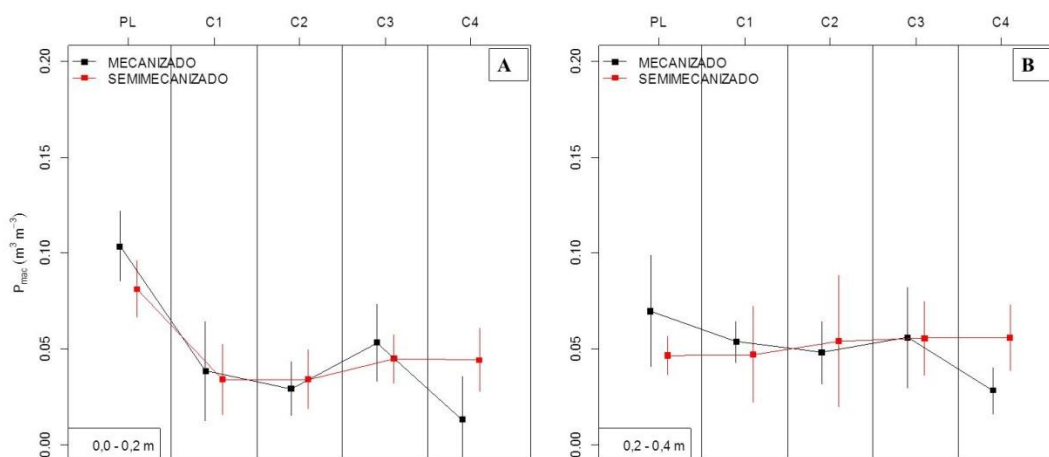 PL C1 C2 C3 C4
MECANIZADO
SEMIMECANIZADO
A
0.20
0.15
0.10
0.05
0.00
P mac (m³ m⁻³)
0,0 - 0,2 m
PL C1 C2 C3 C4
MECANIZADO
SEMIMECANIZADO
B
0.20
0.15
0.10
0.05
0.00
0,2 - 0,4 m